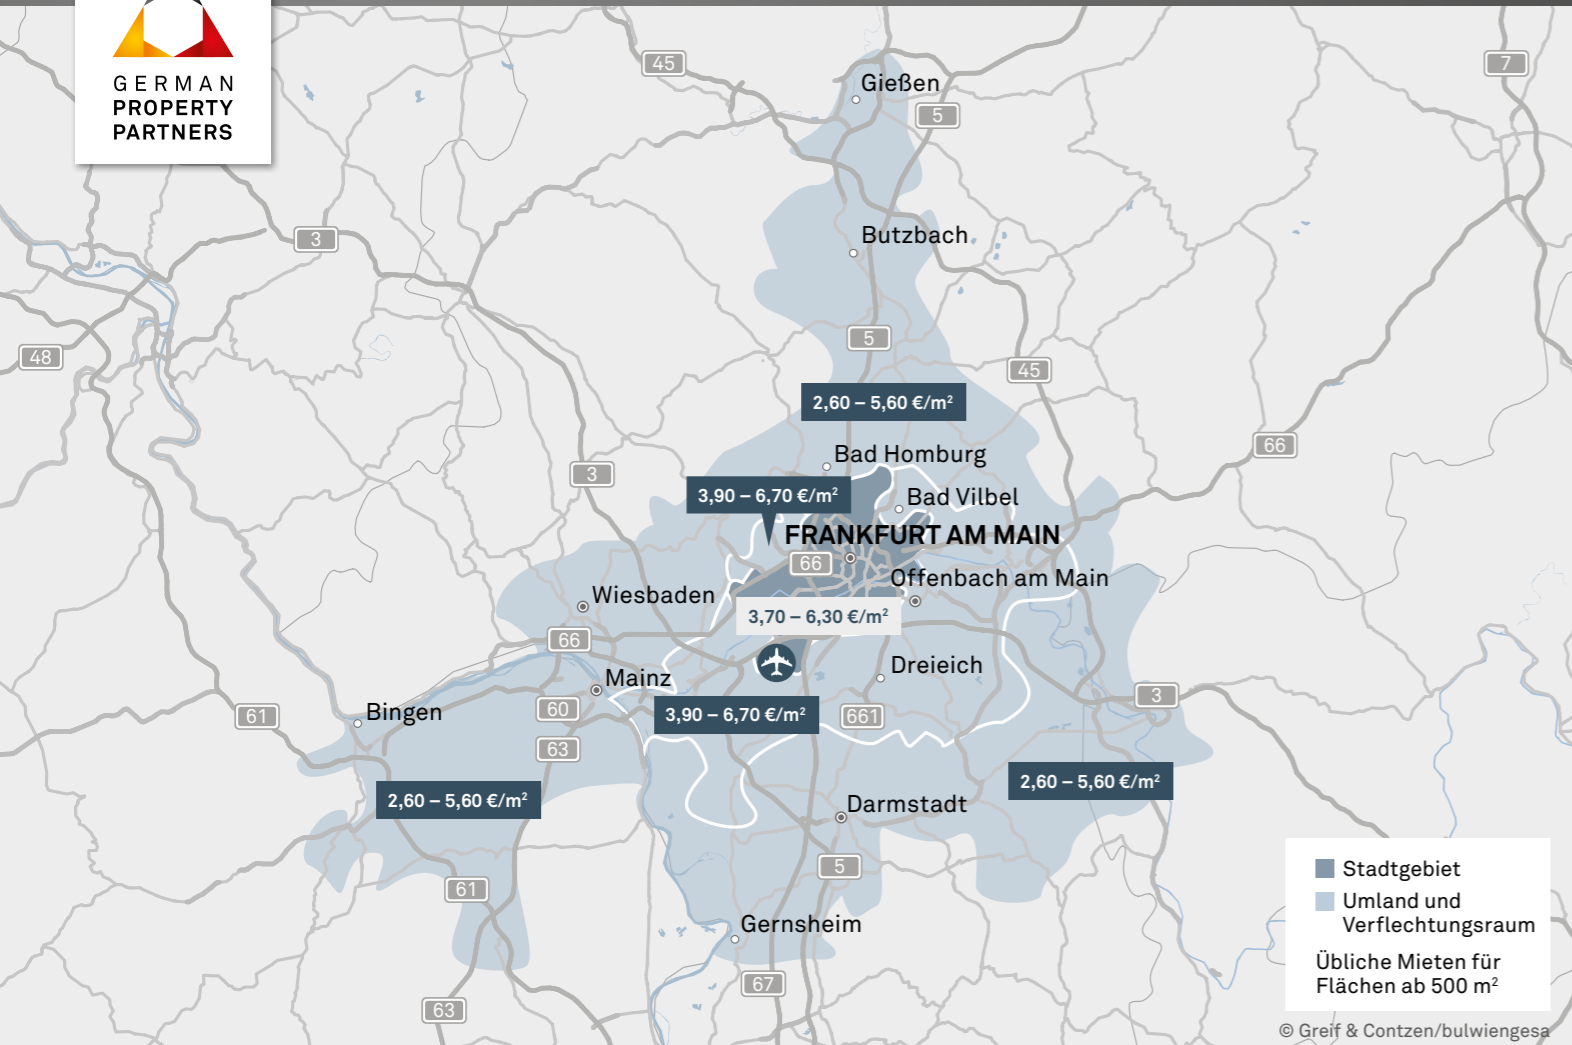 GERMAN
PROPERTY
PARTNERS
45
7
Gießen
5
Butzbach
3
5
48
45
2,60 – 5,60 €/m²
66
Bad Homburg
3
3,90 – 6,70 €/m²
Bad Vilbel
FRANKFURT AM MAIN
66
Offenbach am Main
Wiesbaden
3,70 – 6,30 €/m²
66
Dreieich
Mainz
3
Bingen
60
3,90 – 6,70 €/m²
661
61
63
2,60 – 5,60 €/m²
2,60 – 5,60 €/m²
Darmstadt
5
Stadtgebiet
61
Umland und
Verflechtungsraum
Gernsheim
Übliche Mieten für
Flächen ab 500 m²
67
63
© Greif & Contzen/bulwiengesa